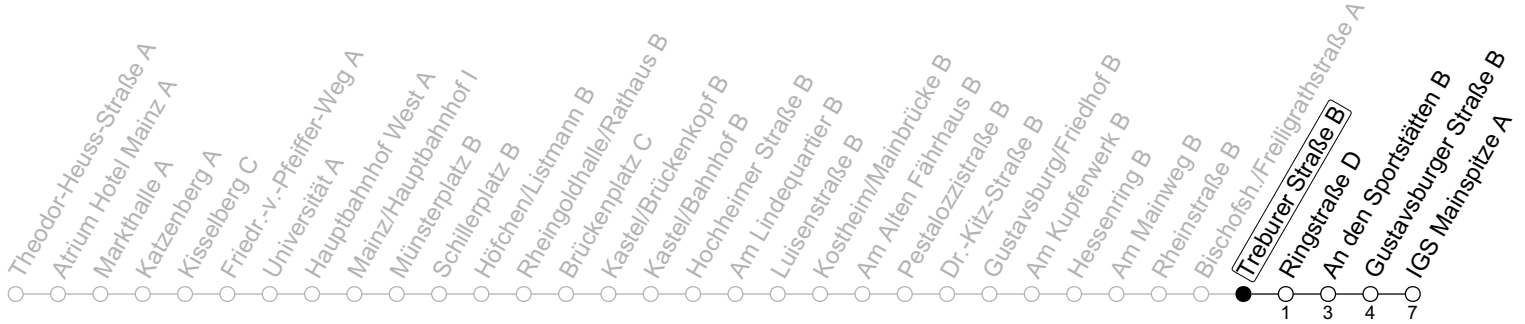 Theodor-Heuss-Straße A
Atrium Hotel Mainz A
Markthalle A
Katzenberg A
Kisselberg C
Friedr.-v.-Pfeiffer-Weg A
Universität A
Hauptbahnhof West A
Mainz/Hauptbahnhof I
Münsterplatz B
Schillerplatz B
Höfchen/Listmann B
Rheingoldhalle/Rathaus B
Brückenplatz C
Kastel/Brückenkopf B
Kastel/Bahnhof B
Hochheimer Straße B
Am Lindequartier B
Luisenstraße B
Kostheim/Mainbrücke B
Am Alten Fährhaus B
Pestalozzistraße B
Dr.-Kitz-Straße B
Gustavsburg/Friedhof B
Am Kupferwerk B
Hessenring B
Am Mainweg B
Rheinstraße B
Bischofsh./Freiligrathstraße A
Treburer Straße B
Ringstraße D
An den Sportstätten B
Gustavsburger Straße B
IGS Mainspitze A
1 3 4 7